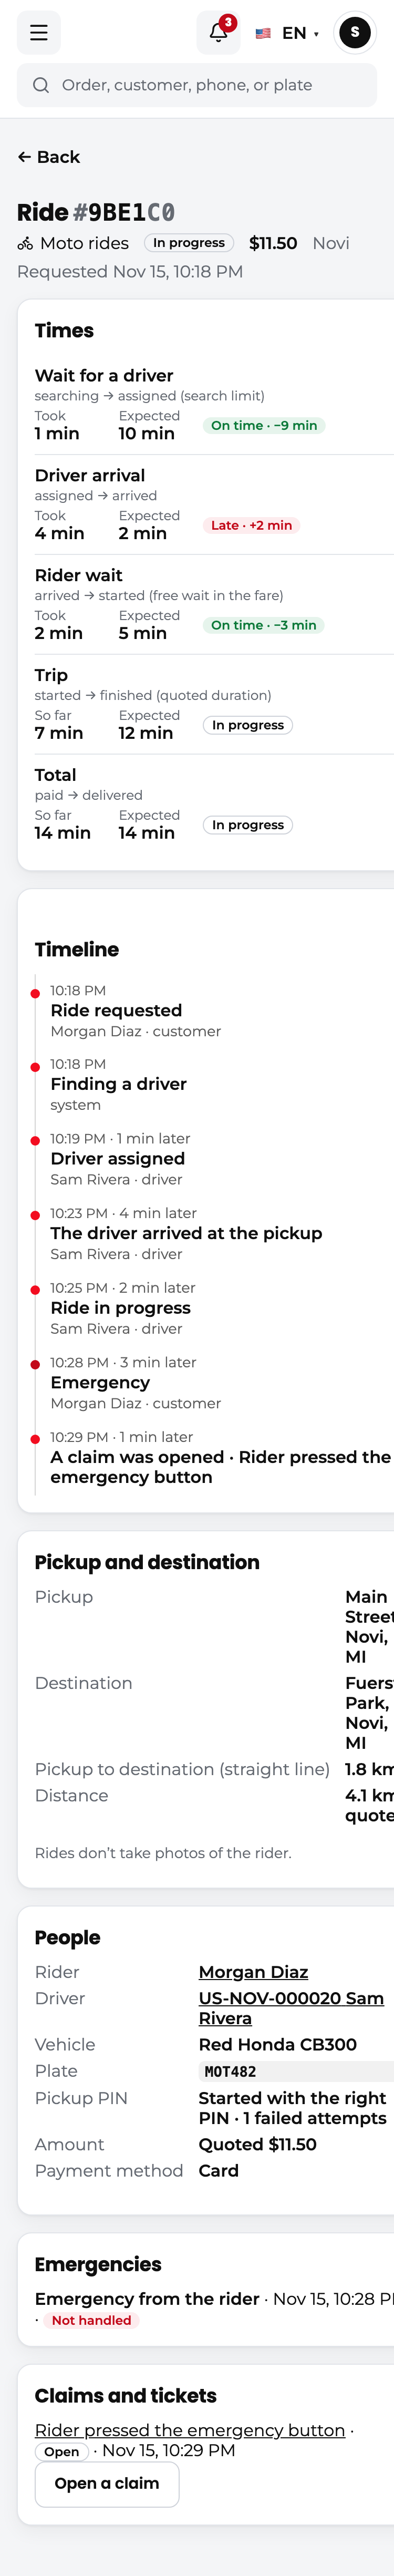 3
EN
S
Order, customer, phone, or plate
← Back
Ride #9BE1C0
Moto rides In progress $11.50 Novi
Requested Nov 15, 10:18 PM
Times
Wait for a driver
searching → assigned (search limit)
Took Expected
1 min 10 min On time · −9 min
Driver arrival
assigned → arrived
Took Expected
4 min 2 min Late · +2 min
Rider wait
arrived → started (free wait in the fare)
Took Expected
2 min 5 min On time · −3 min
Trip
started → finished (quoted duration)
So far Expected
7 min 12 min In progress
Total
paid → delivered
So far Expected
14 min 14 min In progress
Timeline
10:18 PM
Ride requested
Morgan Diaz · customer
10:18 PM
Finding a driver
system
10:19 PM · 1 min later
Driver assigned
Sam Rivera · driver
10:23 PM · 4 min later
The driver arrived at the pickup
Sam Rivera · driver
10:25 PM · 2 min later
Ride in progress
Sam Rivera · driver
10:28 PM · 3 min later
Emergency
Morgan Diaz · customer
10:29 PM · 1 min later
A claim was opened · Rider pressed the
emergency button
Pickup and destination
Pickup Main
Street
Novi,
MI
Destination
Park,
Novi,
MI
Pickup to destination (straight line) 1.8 km
Distance 4.1 km
quote
Rides don’t take photos of the rider.
People
Rider Morgan Diaz
Driver US-NOV-000020 Sam
Rivera
Vehicle Red Honda CB300
Plate MOT482
Pickup PIN Started with the right
PIN · 1 failed attempts
Amount Quoted $11.50
Payment method Card
Emergencies
Emergency from the rider · Nov 15, 10:28 PM
· Not handled
Claims and tickets
Rider pressed the emergency button ·
Open · Nov 15, 10:29 PM
Open a claim